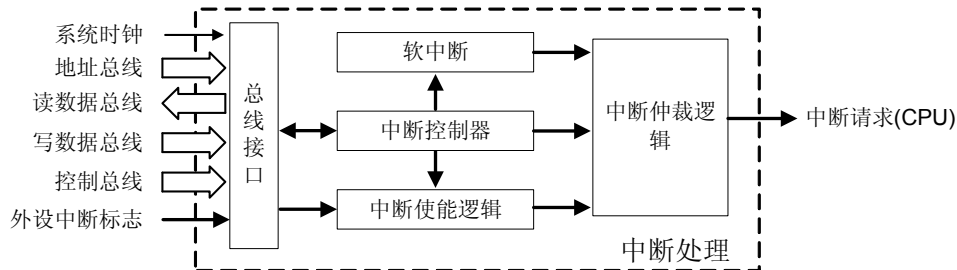 系统时钟
地址总线
读数据总线
写数据总线
控制总线
外设中断标志
总
线
接
口
软中断
中断控制器
中断使能逻辑
中断仲裁逻
辑
中断请求(CPU)
中断处理